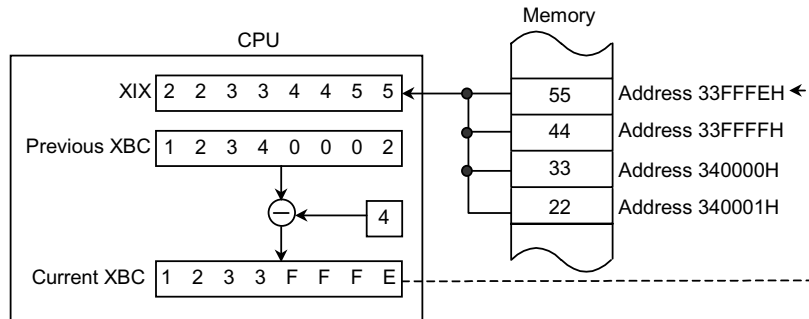 Memory
CPU
XIX 2 2 3 3 4 4 5 5
55 Address 33FFFEH
44 Address 33FFFFH
Previous XBC 1 2 3 4 0 0 0 2
33 Address 340000H
− 4
22 Address 340001H
Current XBC 1 2 3 3 F F F E